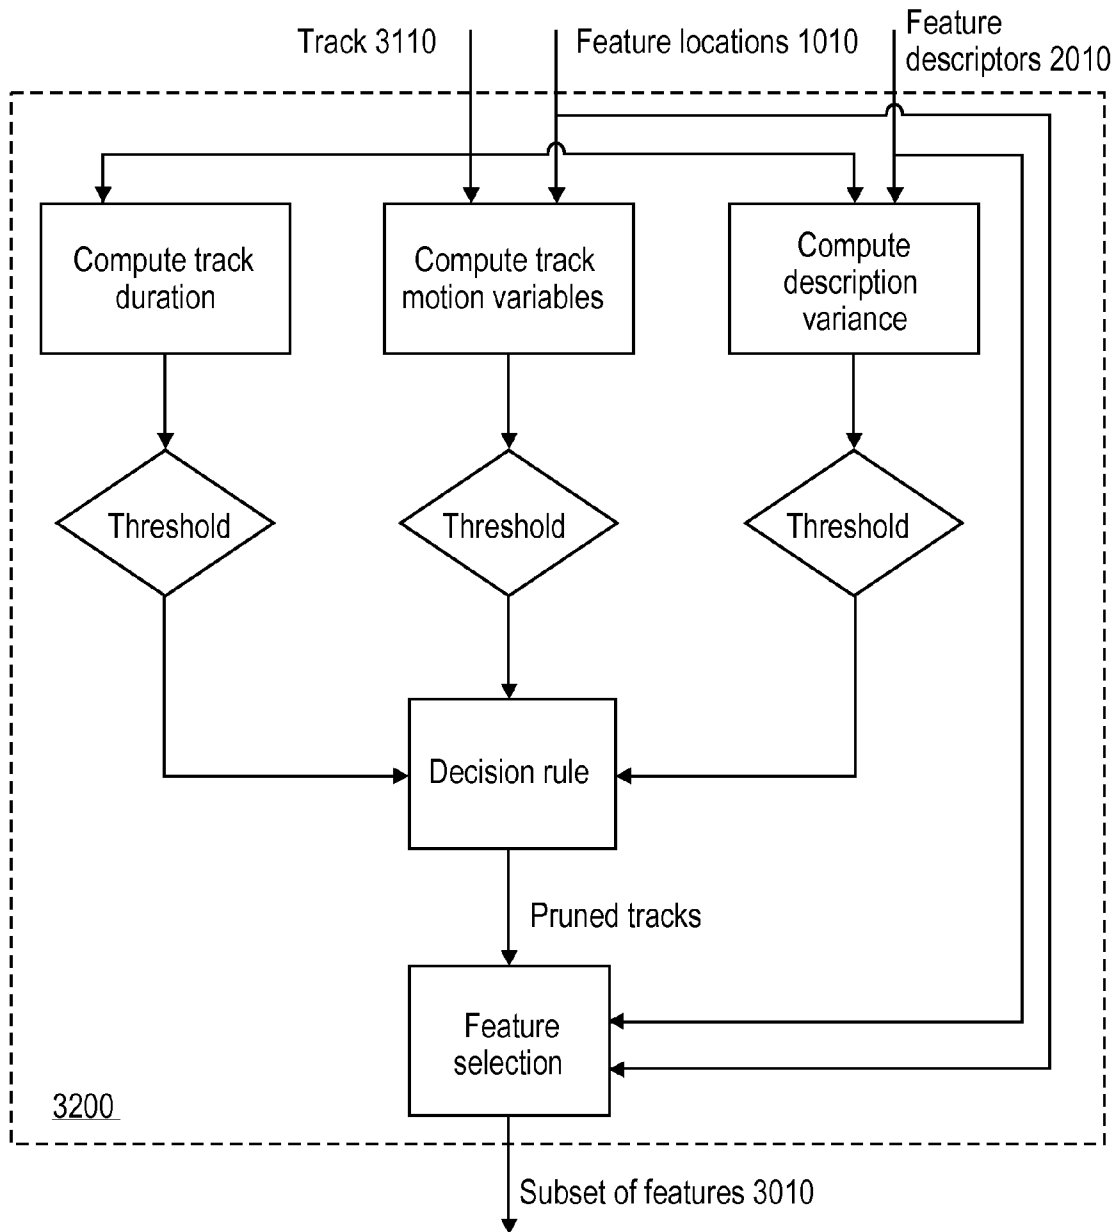 Track 3110
Feature locations 1010
Feature
descriptors 2010
Compute track
duration
Compute track
motion variables
Compute
description
variance
Threshold
Threshold
Threshold
Decision rule
Pruned tracks
Feature
selection
3200
Subset of features 3010